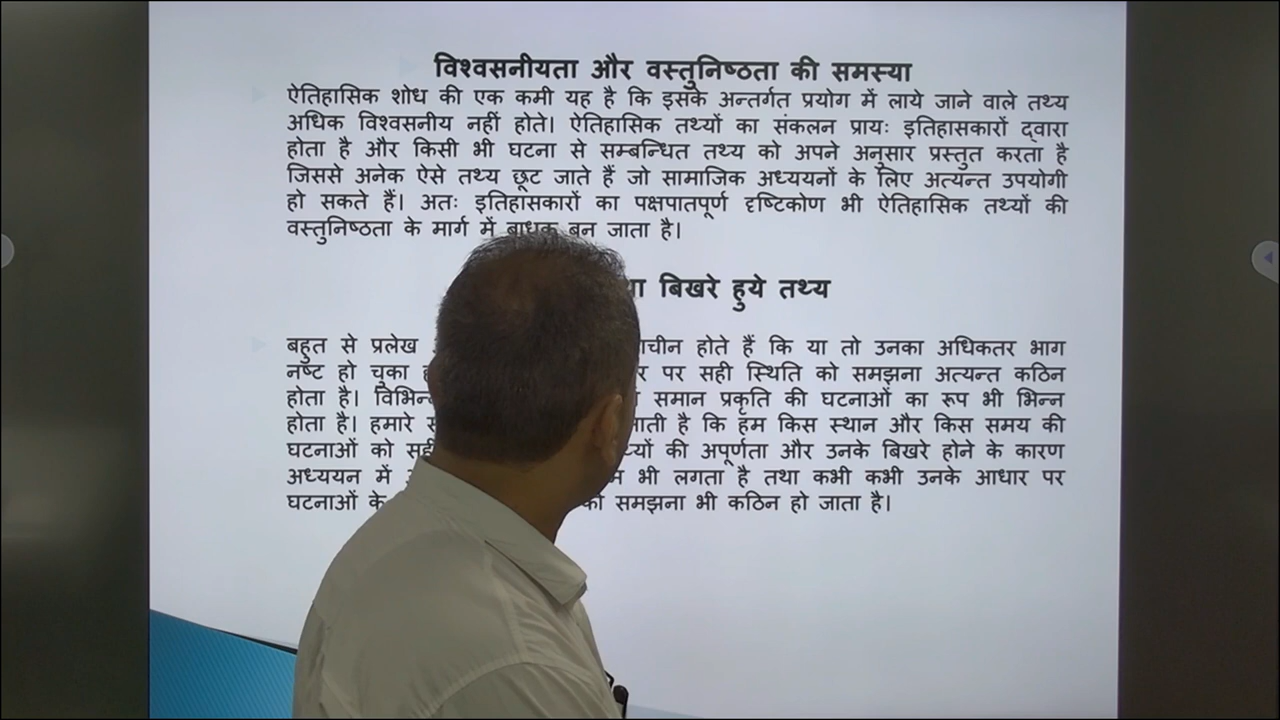 विश्वसनीयता और वस्तुनिष्ठता की समस्या
ऐतिहासिक शोध की एक कमी यह है कि इसके अन्तर्गत प्रयोग में लाये जाने वाले तथ्य
अधिक विश्वसनीय नहीं होते। ऐतिहासिक तथ्यों का संकलन प्रायः इतिहासकारों द्वारा
होता है और किसी भी घटना से सम्बन्धित तथ्य को अपने अनुसार प्रस्तुत करता है
जिससे अनेक ऐसे तथ्य छूट जाते हैं जो सामाजिक अध्ययनों के लिए अत्यन्त उपयोगी
हो सकते हैं। अतः इतिहासकारों का पक्षपातपूर्ण दृष्टिकोण भी ऐतिहासिक तथ्यों की
वस्तुनिष्ठता के मार्ग में बाधक बन जाता है।
बिखरे हुये तथ्य
बहुत से प्रलेख होते हैं कि या तो उनका अधिकतर भाग
नष्ट हो चुका पर सही स्थिति को समझना अत्यन्त कठिन
होता है। समान प्रकृति की घटनाओं का रूप भी भिन्न
होता है। हमारे है कि हम किस स्थान और किस समय की
घटनाओं को की अपूर्णता और उनके बिखरे होने के कारण
अध्ययन में भी लगता है तथा कभी कभी उनके आधार पर
घटनाओं के को समझना भी कठिन हो जाता है।